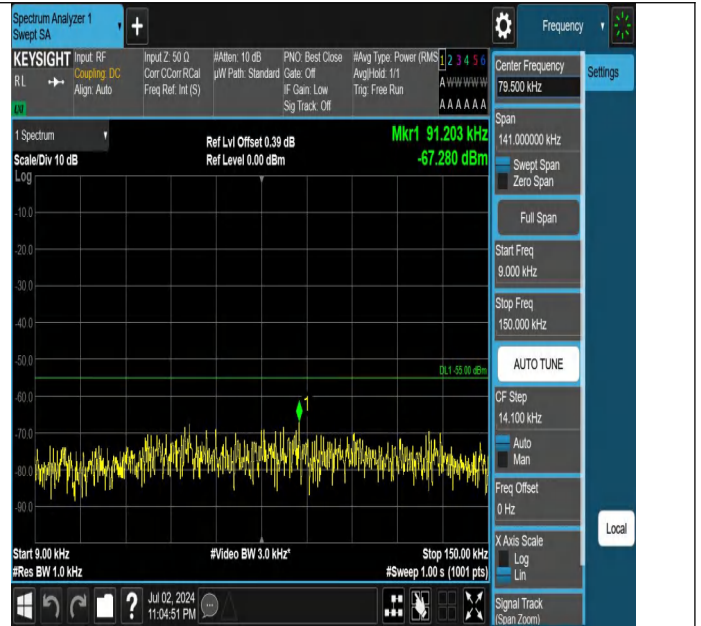 Spectrum Analyzer 1
Swept SA
Frequency
KEYSIGHT
RL
LXI
Input: RF
Coupling: DC
Align: Auto
Input Z: 50 Ω
Corr CCorr RCal
Freq Ref: Int (S)
#Atten: 10 dB
µW Path: Standard
PNO: Best Close
Gate: Off
IF Gain: Low
Sig Track: Off
#Avg Type: Power (RMS
Avg|Hold: 1/1
Trig: Free Run
1 2 3 4 5 6
A W W W W W
A A A A A A
1 Spectrum
Scale/Div 10 dB
Log
Ref Lvl Offset 0.39 dB
Ref Level 0.00 dBm
Mkr1 91.203 kHz
-67.280 dBm
-10.0
-20.0
-30.0
-40.0
-50.0
DL1 -55.00 dBm
-60.0
1
-70.0
-80.0
-90.0
Start 9.00 kHz
#Res BW 1.0 kHz
#Video BW 3.0 kHz*
Stop 150.00 kHz
#Sweep 1.00 s (1001 pts)
Jul 02, 2024
11:04:51 PM
Center Frequency
79.500 kHz
Span
141.000000 kHz
Swept Span
Zero Span
Full Span
Start Freq
9.000 kHz
Stop Freq
150.000 kHz
AUTO TUNE
CF Step
14.100 kHz
Auto
Man
Freq Offset
0 Hz
X Axis Scale
Log
Lin
Signal Track
(Span Zoom)
Settings
Local